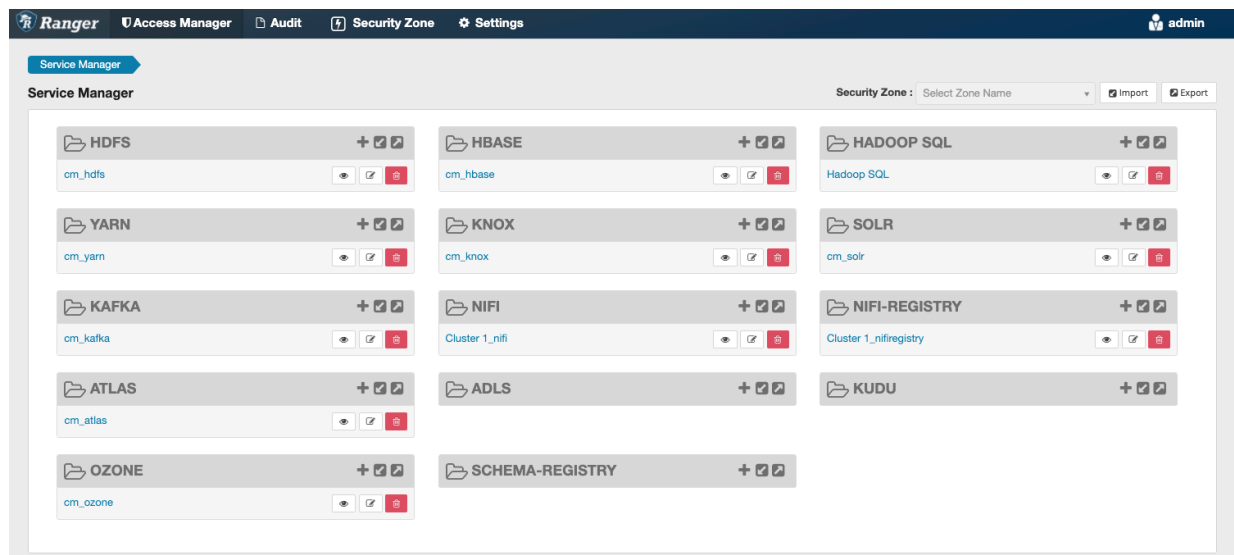 Ranger Access Manager Audit Security Zone Settings admin
Service Manager
Service Manager Security Zone : Select Zone Name Import Export
HDFS HBASE HADOOP SQL
cm_hdfs cm_hbase Hadoop SQL
YARN KNOX SOLR
cm_yarn cm_knox cm_solr
KAFKA NIFI NIFI-REGISTRY
cm_kafka Cluster 1_nifi Cluster 1_nifiregistry
ATLAS ADLS KUDU
cm_atlas
OZONE SCHEMA-REGISTRY
cm_ozone